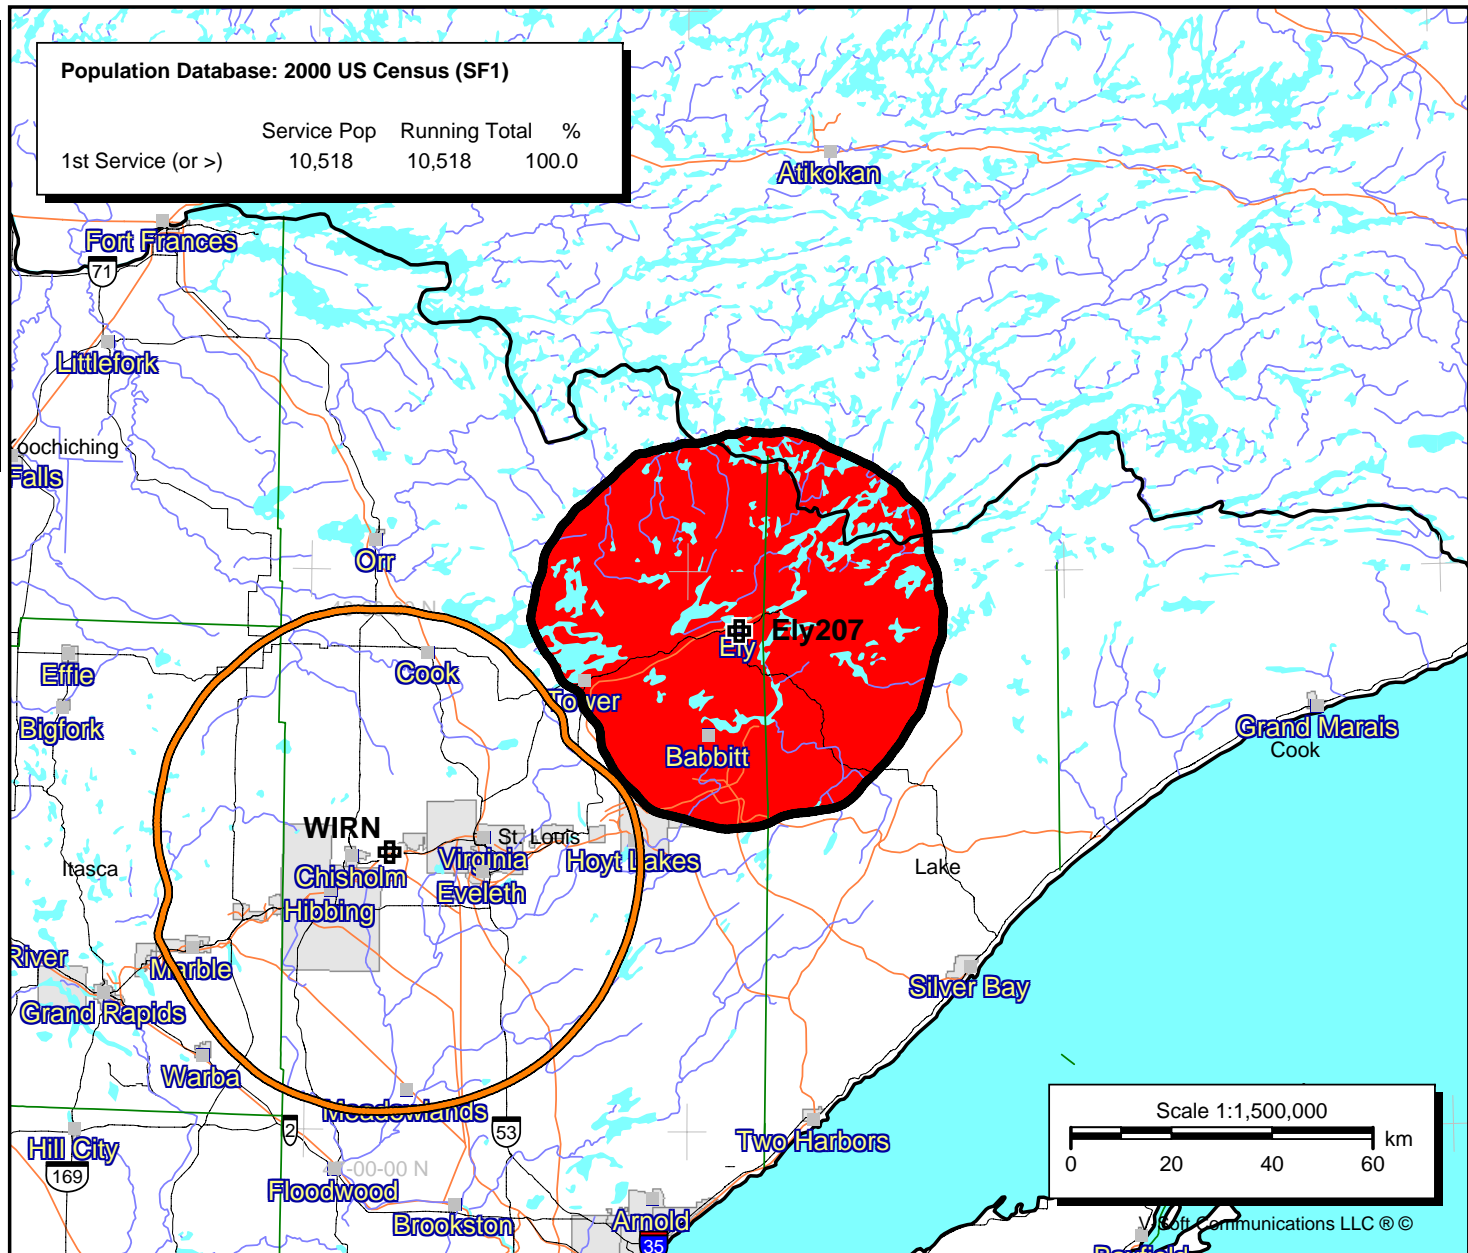 Population Database: 2000 US Census (SF1)
Service Pop Running Total %
1st Service (or >) 10,518 10,518 100.0
Atikokan
Fort Frances
71
Littlefork
oochiching
Falls
Orr
Ely207
Ely
Effie
Cook
Tower
Bigfork
Grand Marais
Cook
Babbitt
WIRN
St. Louis
Virginia
Hoyt Lakes
Itasca
Chisholm
Lake
Eveleth
Hibbing
River
Marble
Silver Bay
Grand Rapids
Warba
Meadowlands
Scale 1:1,500,000
2
53
km
Two Harbors
Hill City
0 20 40 60
169
-00-00 N
Floodwood
Brookston
Arnold
V-Soft Communications LLC ® ©
35